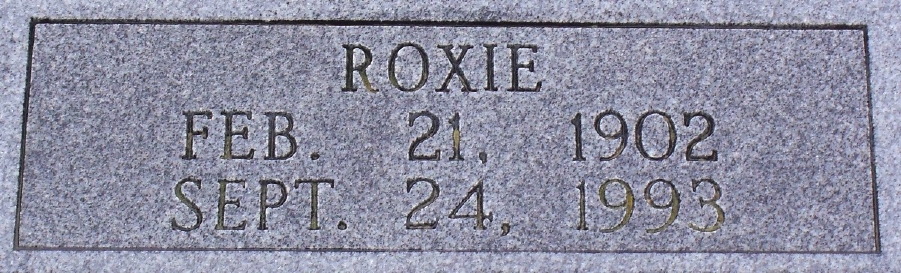 ROXIE
FEB. 21, 1902
SEPT. 24, 1993